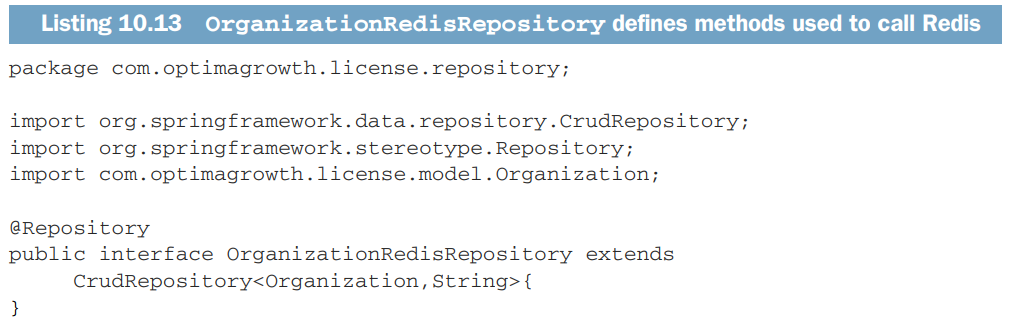 Listing 10.13 OrganizationRedisRepository defines methods used to call Redis
package com.optimagrowth.license.repository;
import org.springframework.data.repository.CrudRepository;
import org.springframework.stereotype.Repository;
import com.optimagrowth.license.model.Organization;
@Repository
public interface OrganizationRedisRepository extends
CrudRepository<Organization,String>{
}